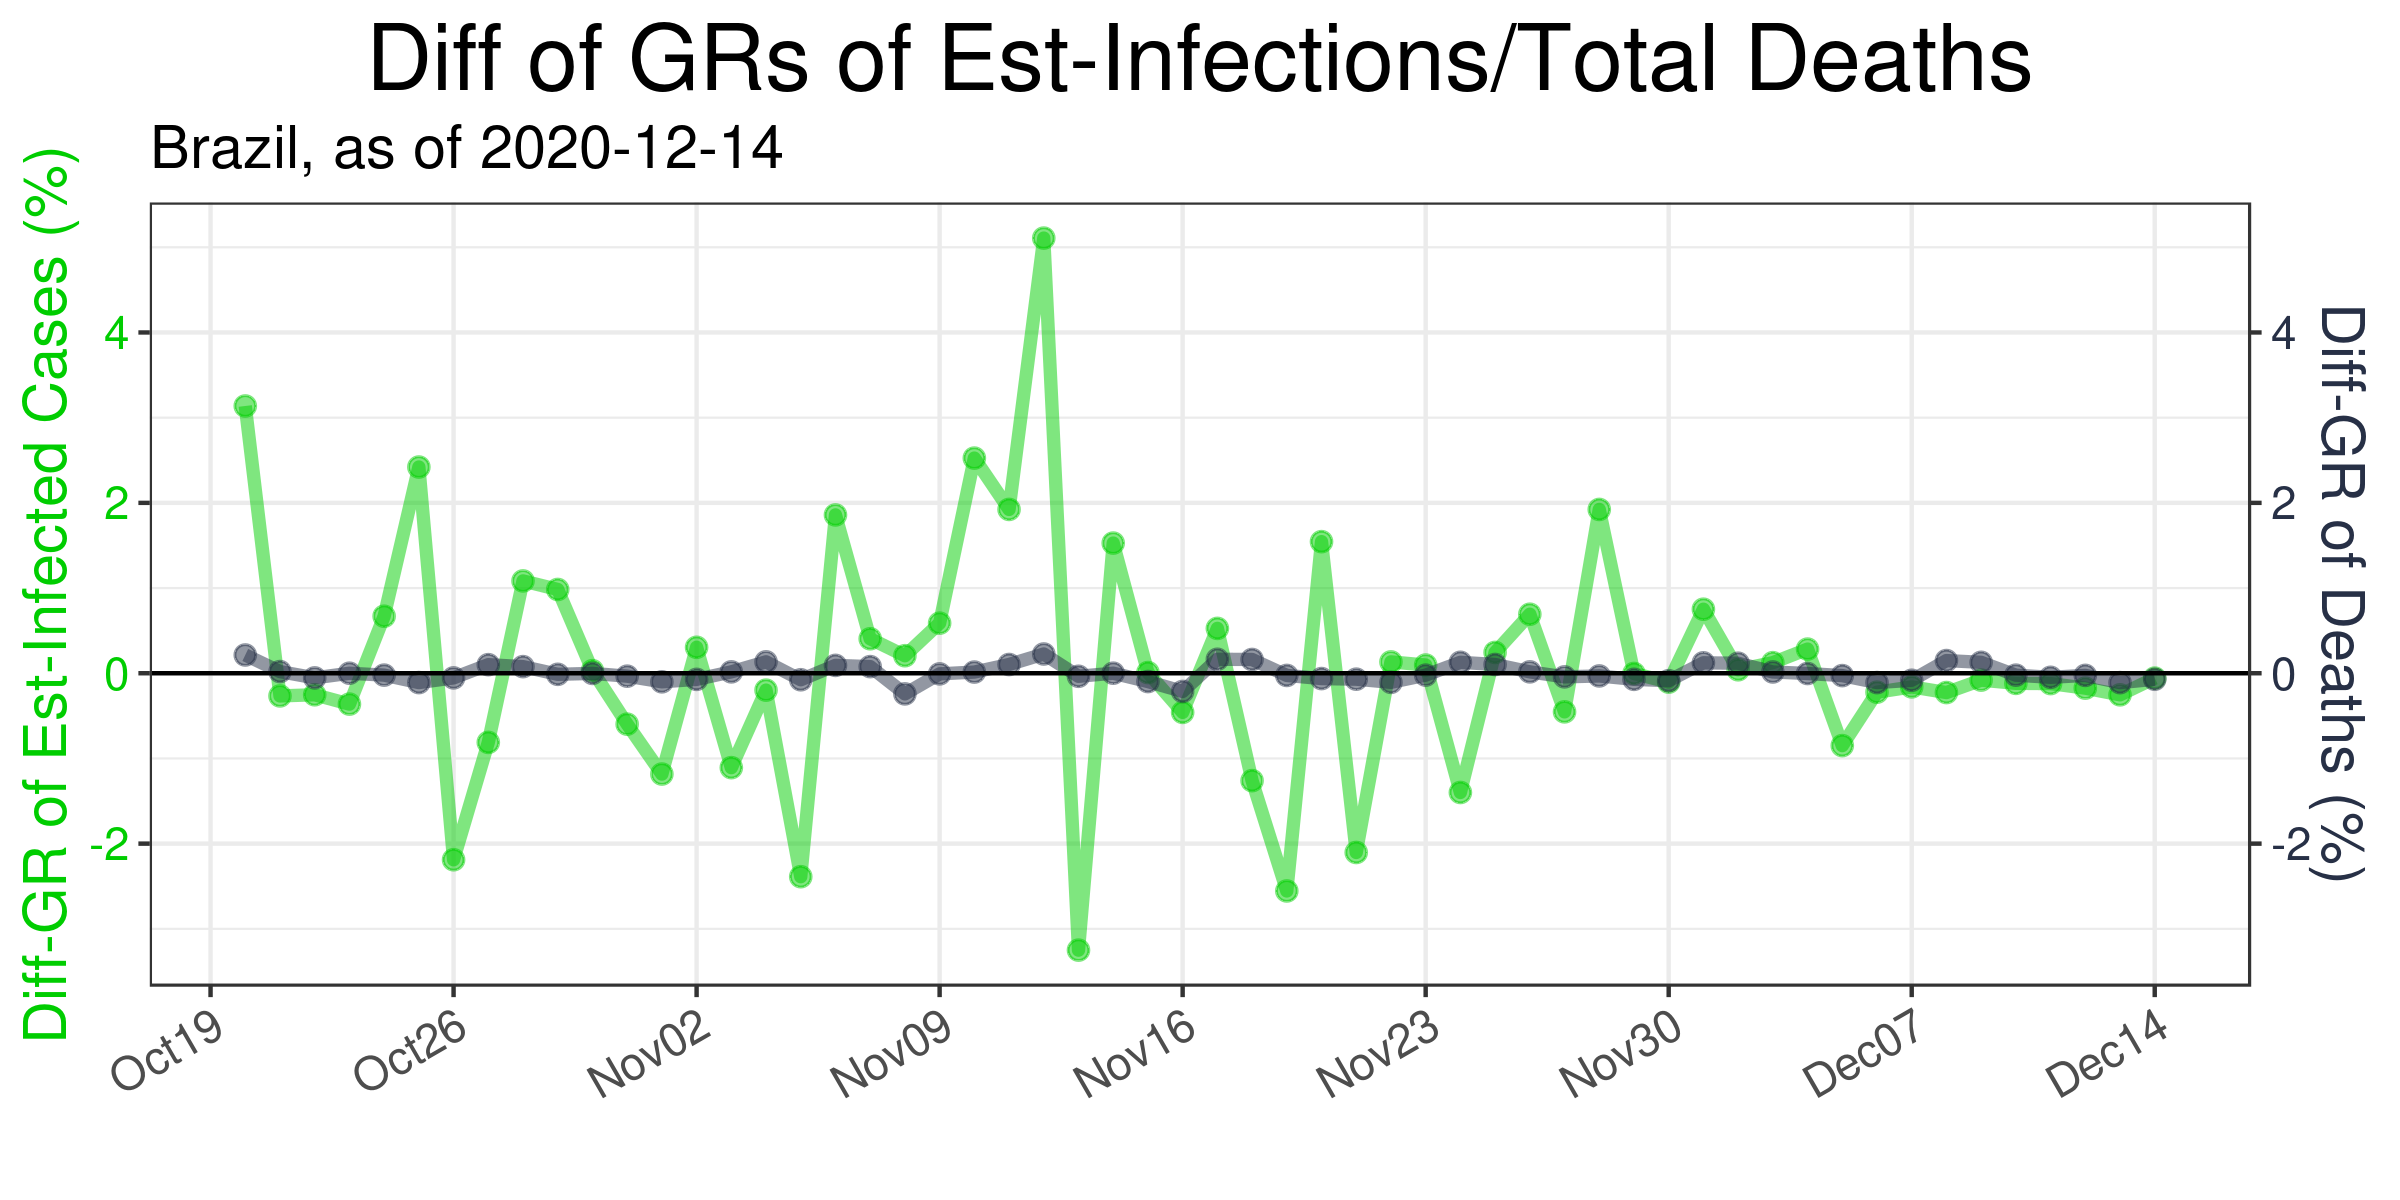 Diff of GRs of Est-Infections/Total Deaths
Brazil, as of 2020-12-14
Diff-GR of Est-Infected Cases (%)
4
2
0
-2
4
2
0
-2
Diff-GR of Deaths (%)
Oct19
Oct26
Nov02
Nov09
Nov16
Nov23
Nov30
Dec07
Dec14